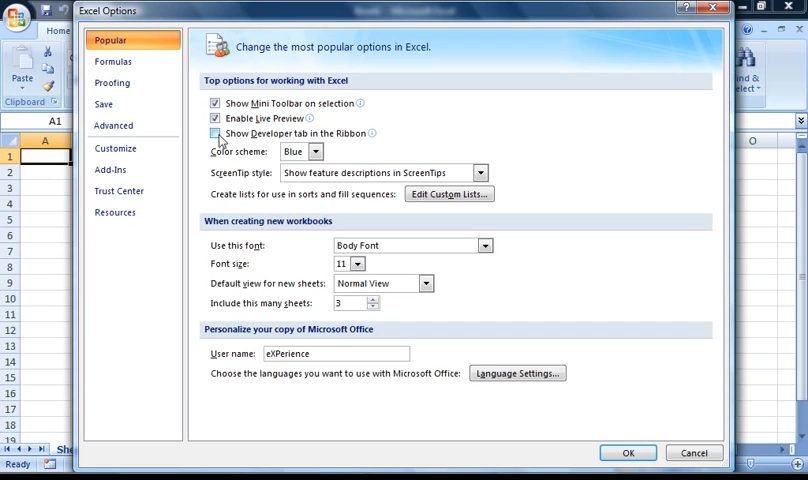 Excel Options
Home
Popular
Formulas
Proofing
Save
Advanced
Customize
Add-Ins
Trust Center
Resources
Change the most popular options in Excel.
Top options for working with Excel
Show Mini Toolbar on selection
Enable Live Preview
Show Developer tab in the Ribbon
Color scheme: Blue
ScreenTip style: Show feature descriptions in ScreenTips
Create lists for use in sorts and fill sequences: Edit Custom Lists...
When creating new workbooks
Use this font: Body Font
Font size: 11
Default view for new sheets: Normal View
Include this many sheets: 3
Personalize your copy of Microsoft Office
User name: eXPerience
Choose the languages you want to use with Microsoft Office: Language Settings...
OK Cancel
Paste
Clipboard
A1
A
O
1
2
3
4
5
6
7
8
9
10
11
12
13
14
15
16
17
18
19
Ready